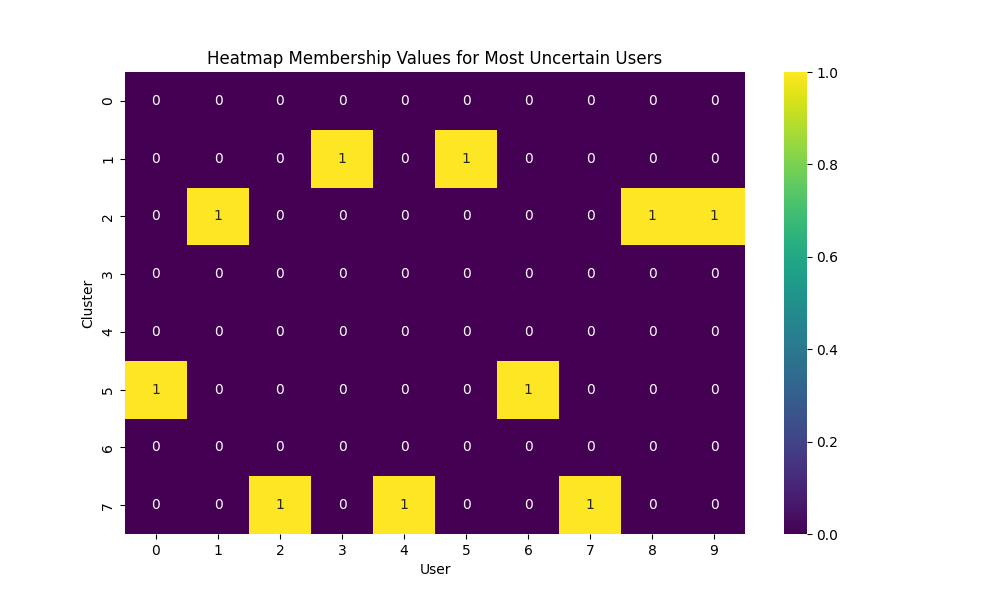 Heatmap Membership Values for Most Uncertain Users
0 0 0 0 0 0 0 0 0 0 0
1 0 0 0 1 0 1 0 0 0 0
2 0 1 0 0 0 0 0 0 1 1
3 0 0 0 0 0 0 0 0 0 0
4 0 0 0 0 0 0 0 0 0 0
5 1 0 0 0 0 0 1 0 0 0
6 0 0 0 0 0 0 0 0 0 0
7 0 0 1 0 1 0 0 1 0 0
0 1 2 3 4 5 6 7 8 9
User
Cluster
1.0
0.8
0.6
0.4
0.2
0.0